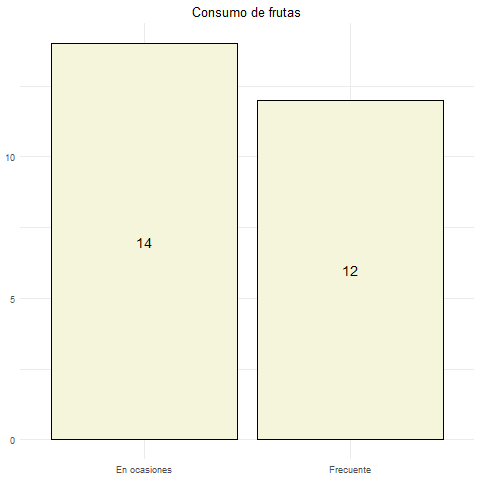 Consumo de frutas
10
5
0
14
12
En ocasiones
Frecuente